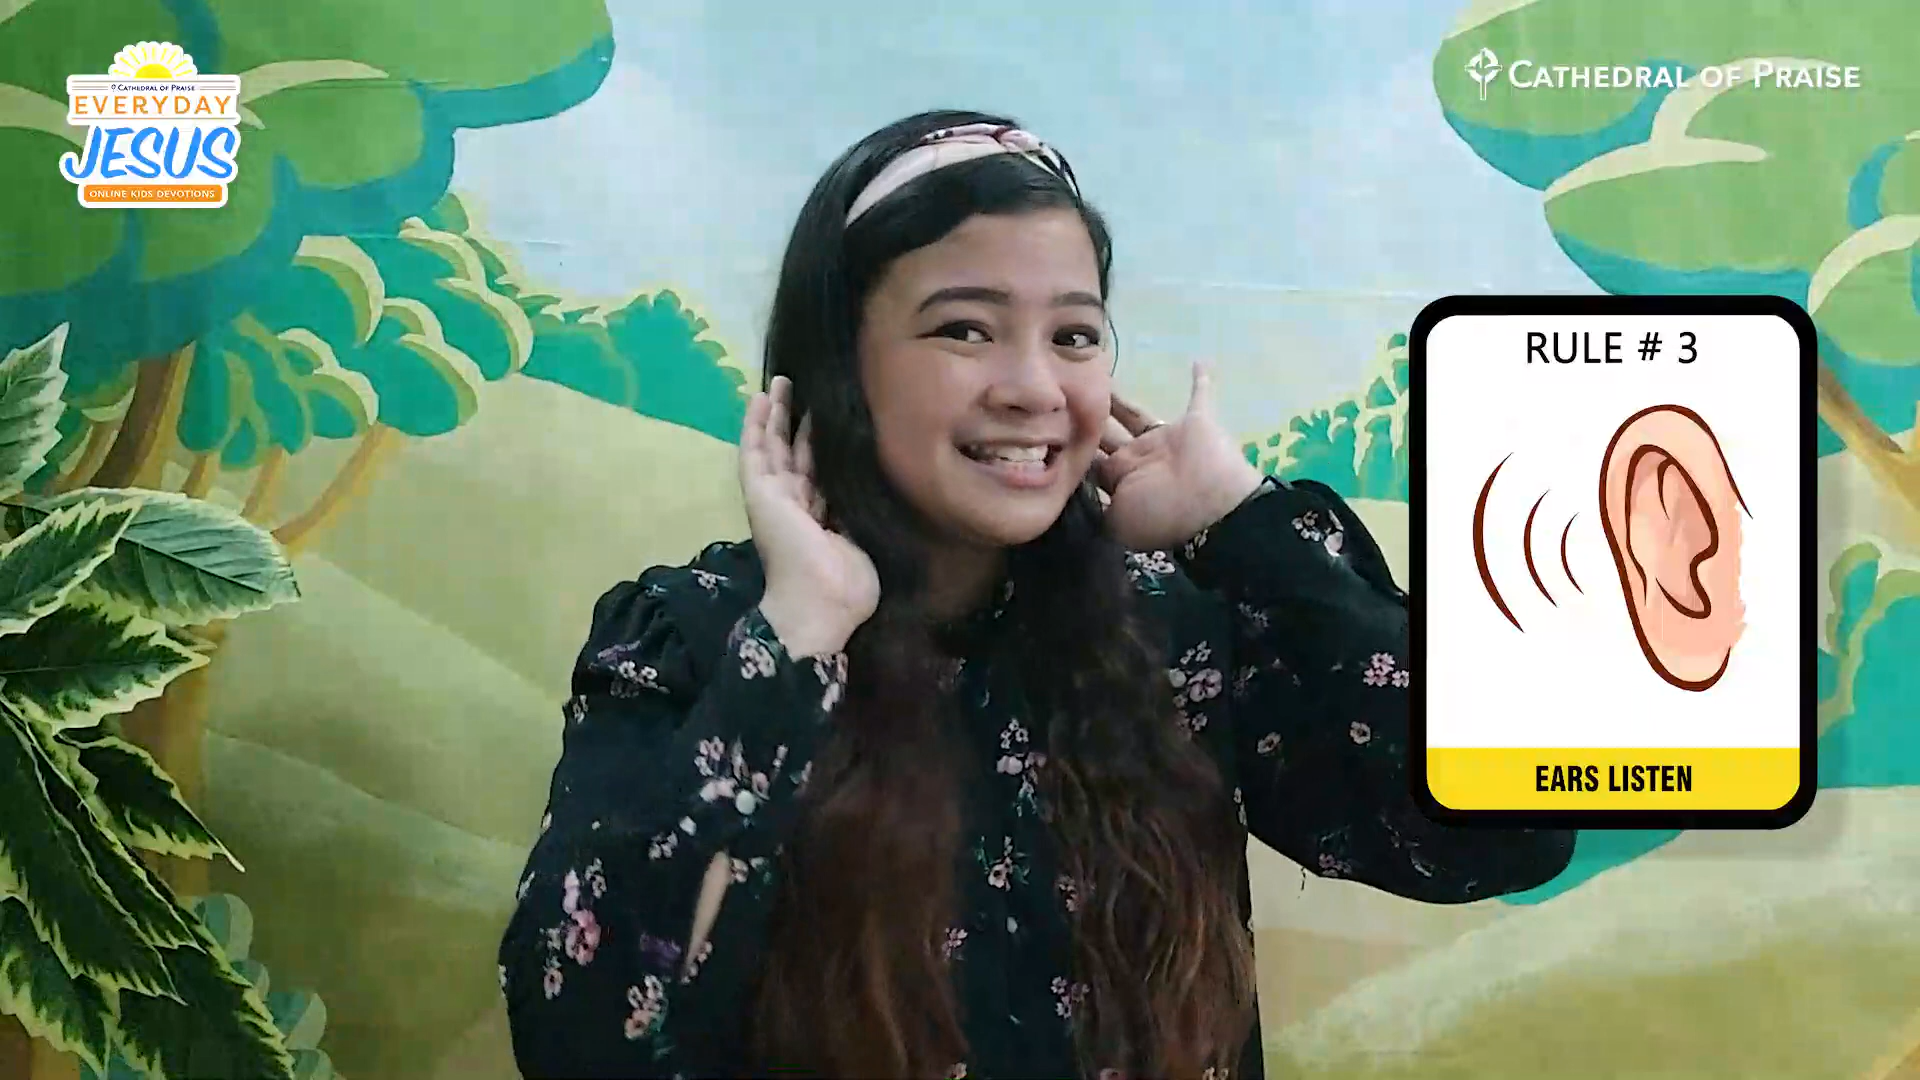 CATHEDRAL OF PRAISE
EVERYDAY
JESUS
ONLINE KIDS DEVOTIONS
CATHEDRAL OF PRAISE
RULE # 3
EARS LISTEN